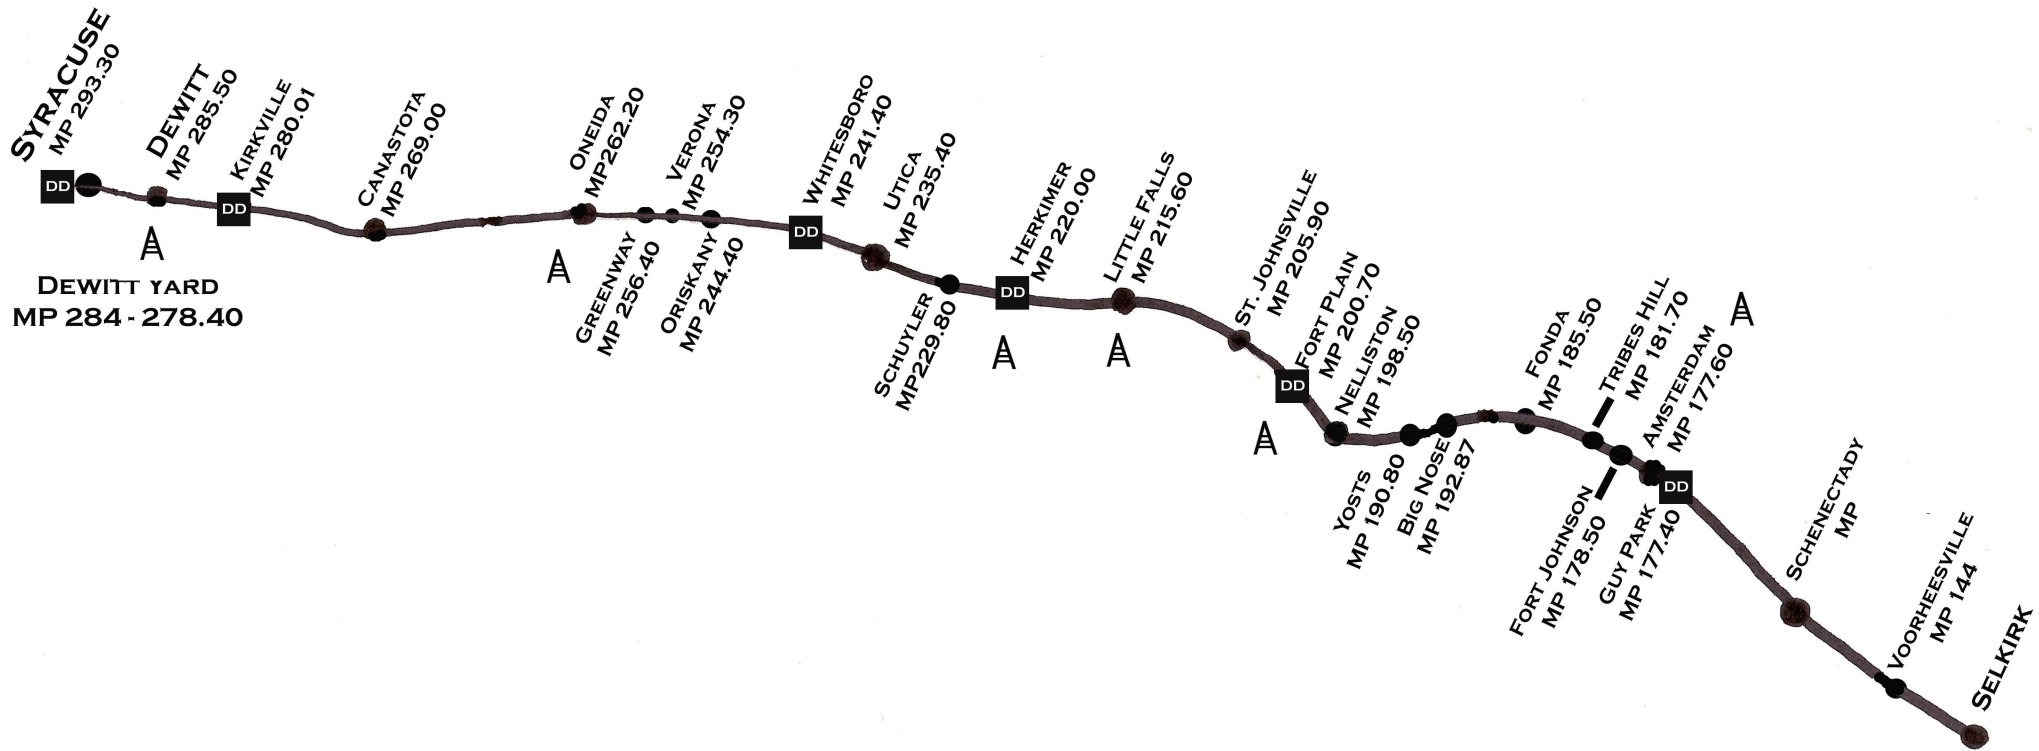 SYRACUSE
MP 293.30
DD
DEWITT
MP 285.50
KIRKVILLE
MP 280.01
DD
DEWITT YARD
MP 284 - 278.40
CANASTOTA
MP 269.00
ONEIDA
MP262.20
GREENWAY
MP 256.40
VERONA
MP 254.30
ORISKANY
MP 244.40
WHITESBORO
MP 241.40
DD
UTICA
MP 235.40
SCHUYLER
MP229.80
HERKIMER
MP 220.00
DD
LITTLE FALLS
MP 215.60
ST. JOHNSVILLE
MP 205.90
FORT PLAIN
MP 200.70
DD
NELLISTON
MP 198.50
YOSTS
MP 190.80
BIG NOSE
MP 192.87
FONDA
MP 185.50
TRIBES HILL
MP 181.70
FORT JOHNSON
MP 178.50
AMSTERDAM
MP 177.60
GUY PARK
MP 177.40
DD
SCHENECTADY
MP
VOORHEESVILLE
MP 144
SELKIRK